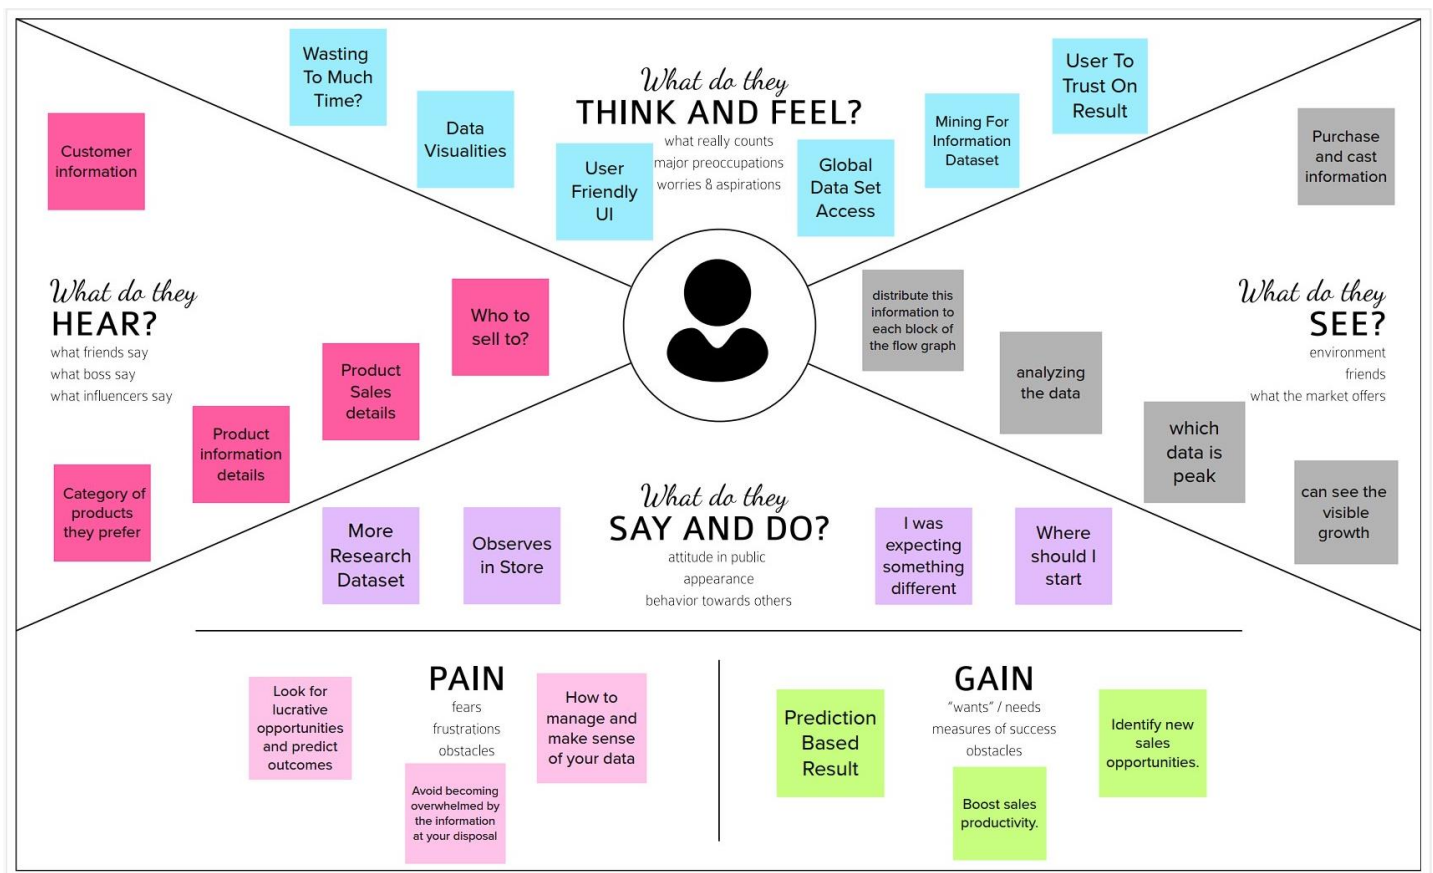 What do they
THINK AND FEEL?
what really counts
major preoccupations
worries & aspirations
Wasting
To Much
Time?
Data
Visualities
User
Friendly
UI
Global
Data Set
Access
Mining For
Information
Dataset
User To
Trust On
Result
What do they
HEAR?
what friends say
what boss say
what influencers say
Customer
information
Who to
sell to?
Product
Sales
details
Product
information
details
Category of
products
they prefer
What do they
SEE?
environment
friends
what the market offers
Purchase
and cast
information
distribute this
information to
each block of
the flow graph
analyzing
the data
which
data is
peak
can see the
visible
growth
What do they
SAY AND DO?
attitude in public
appearance
behavior towards others
More
Research
Dataset
Observes
in Store
I was
expecting
something
different
Where
should I
start
PAIN
fears
frustrations
obstacles
Look for
lucrative
opportunities
and predict
outcomes
Avoid becoming
overwhelmed by
the information
at your disposal
How to
manage and
make sense
of your data
GAIN
"wants" / needs
measures of success
obstacles
Prediction
Based
Result
Boost sales
productivity.
Identify new
sales
opportunities.